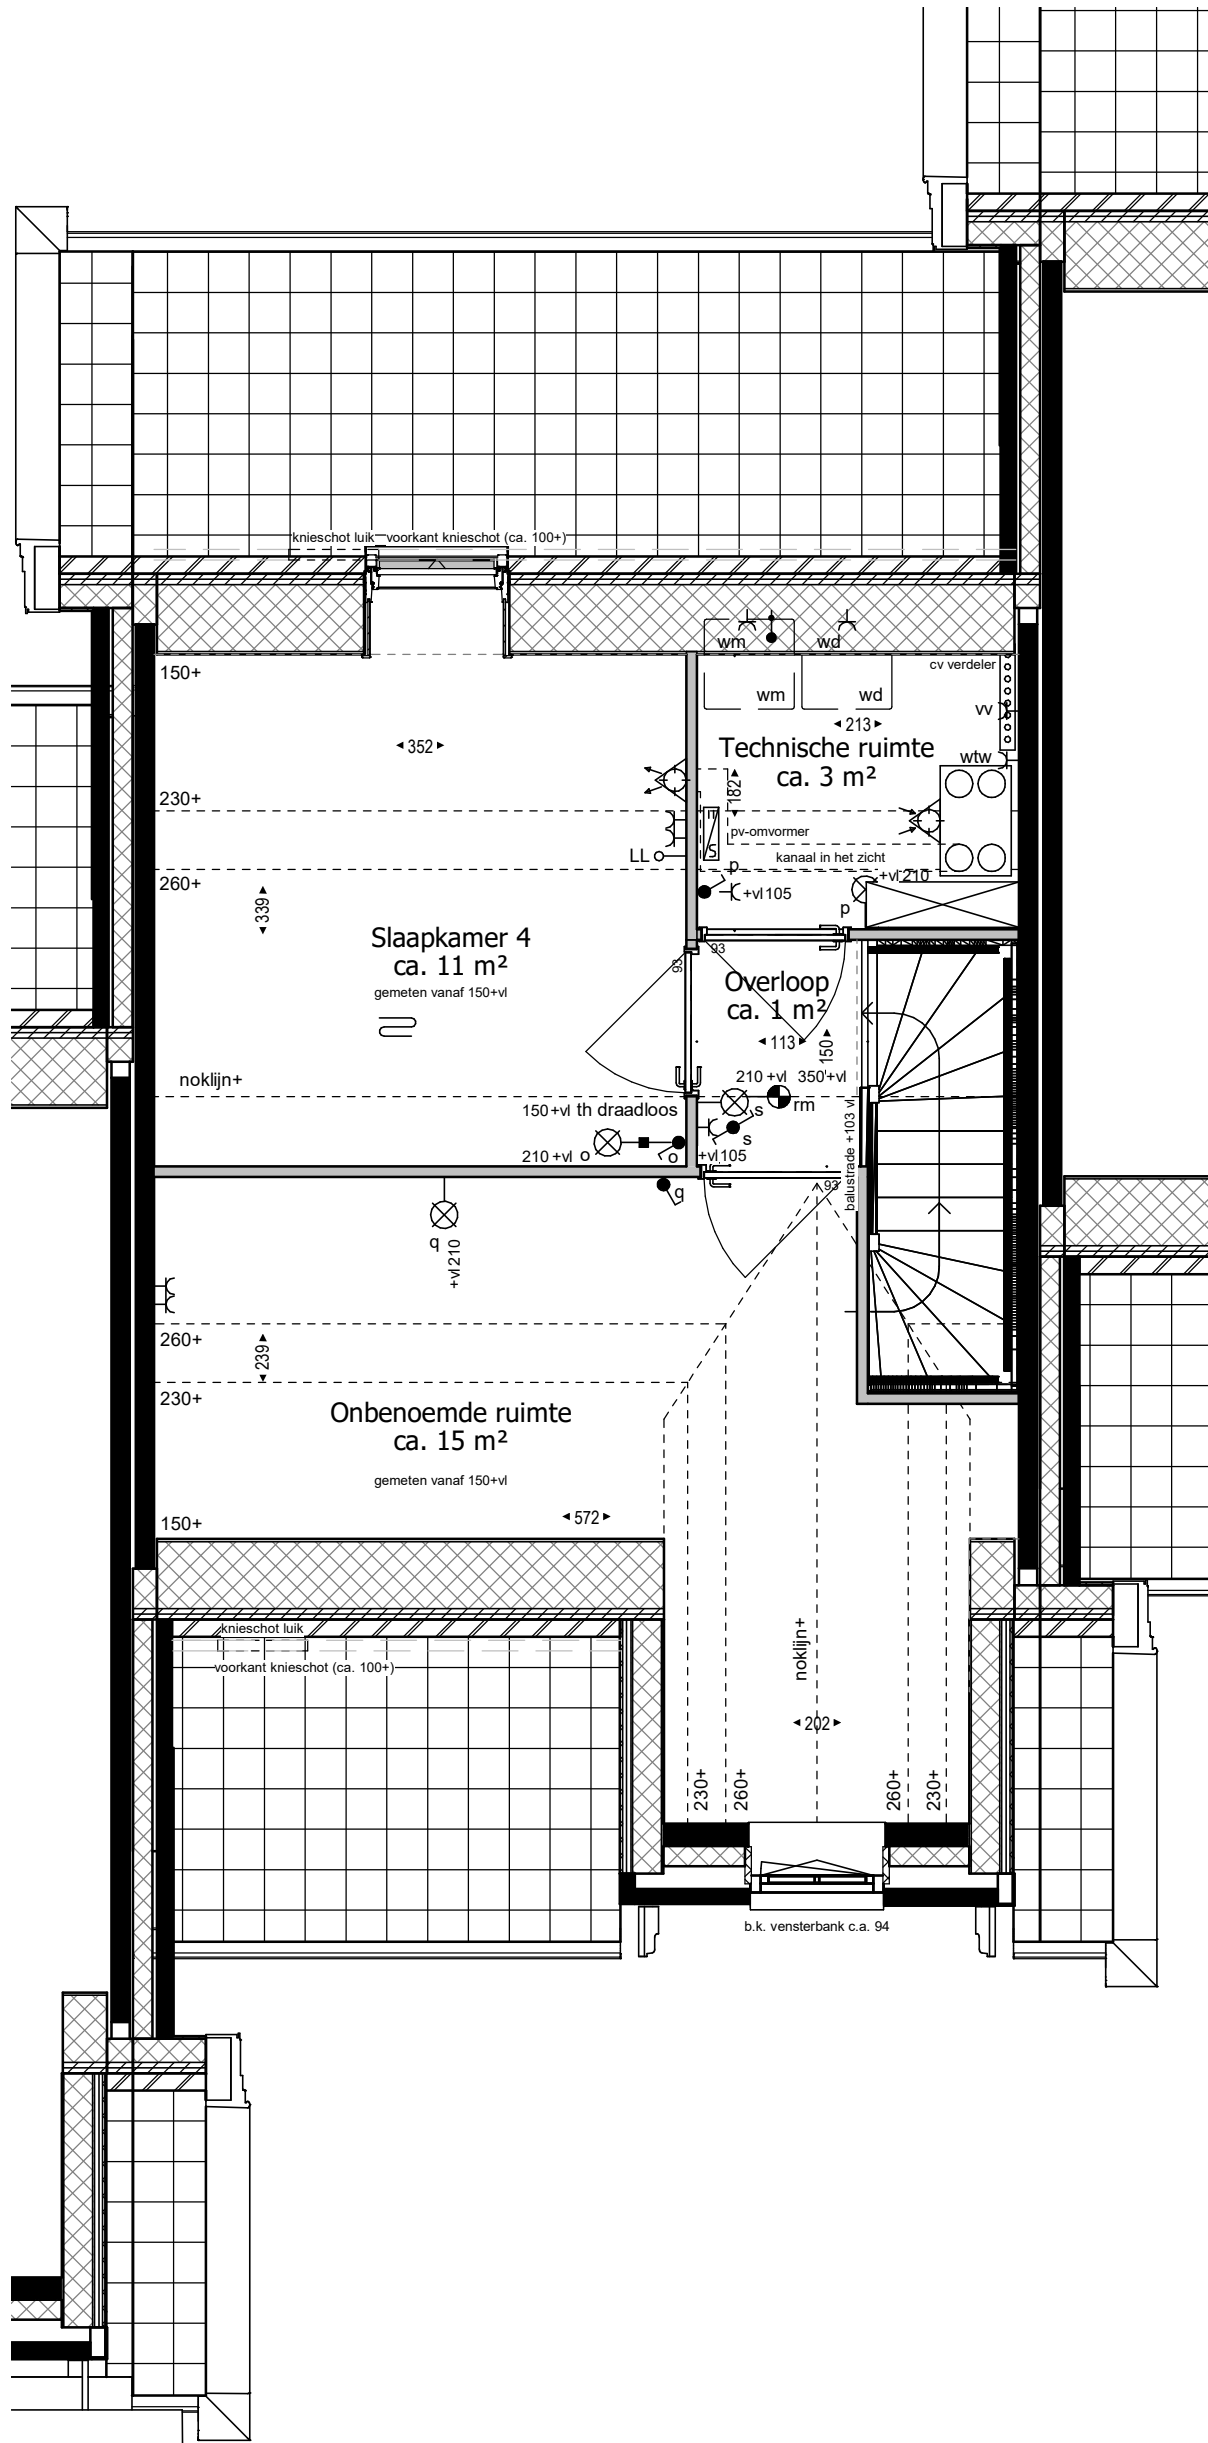 knieschot luik
voorkant knieschot (ca. 100+)
150+
wm
wd
cv verdeler
wm
wd
vv
213
352
Technische ruimte
ca. 3 m²
wtw
182
230+
pv-omvormer
S
LL
kanaal in het zicht
260+
p
+vl 105
+vl 210
p
339
Slaapkamer 4
ca. 11 m²
gemeten vanaf 150+vl
93
93
Overloop
ca. 1 m²
113
150
noklijn+
210 +vl
350 +vl
150 +vl th draadloos
s
rm
s
210 +vl
o
o
+vl 105
balustrade +103 vl
93
q
q
+vl 210
260+
239
230+
Onbenoemde ruimte
ca. 15 m²
gemeten vanaf 150+vl
572
150+
knieschot luik
voorkant knieschot (ca. 100+)
noklijn+
202
230+
260+
260+
230+
b.k. vensterbank c.a. 94